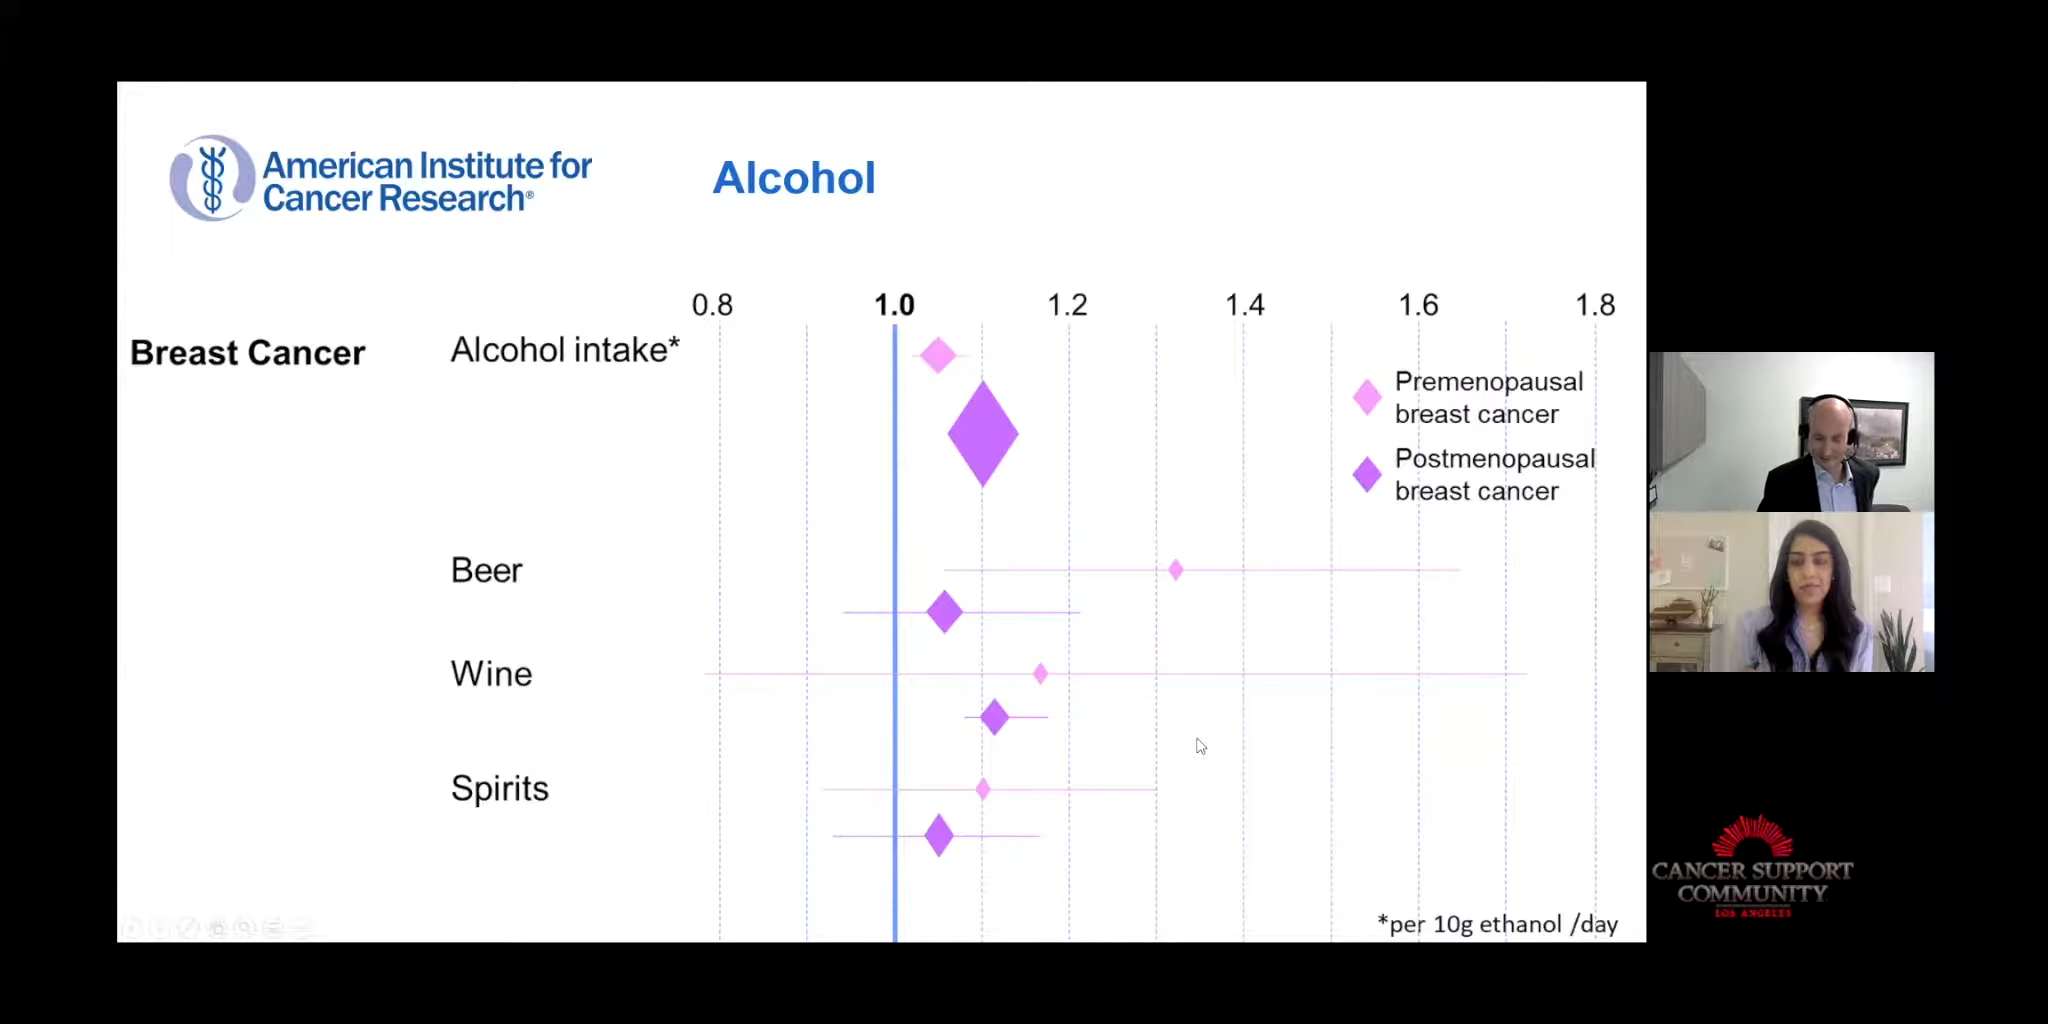 American Institute for
Cancer Research®
Alcohol
0.8 1.0 1.2 1.4 1.6 1.8
Breast Cancer
Alcohol intake*
Premenopausal
breast cancer
Postmenopausal
breast cancer
Beer
Wine
Spirits
*per 10g ethanol /day
CANCER SUPPORT
COMMUNITY
LOS ANGELES